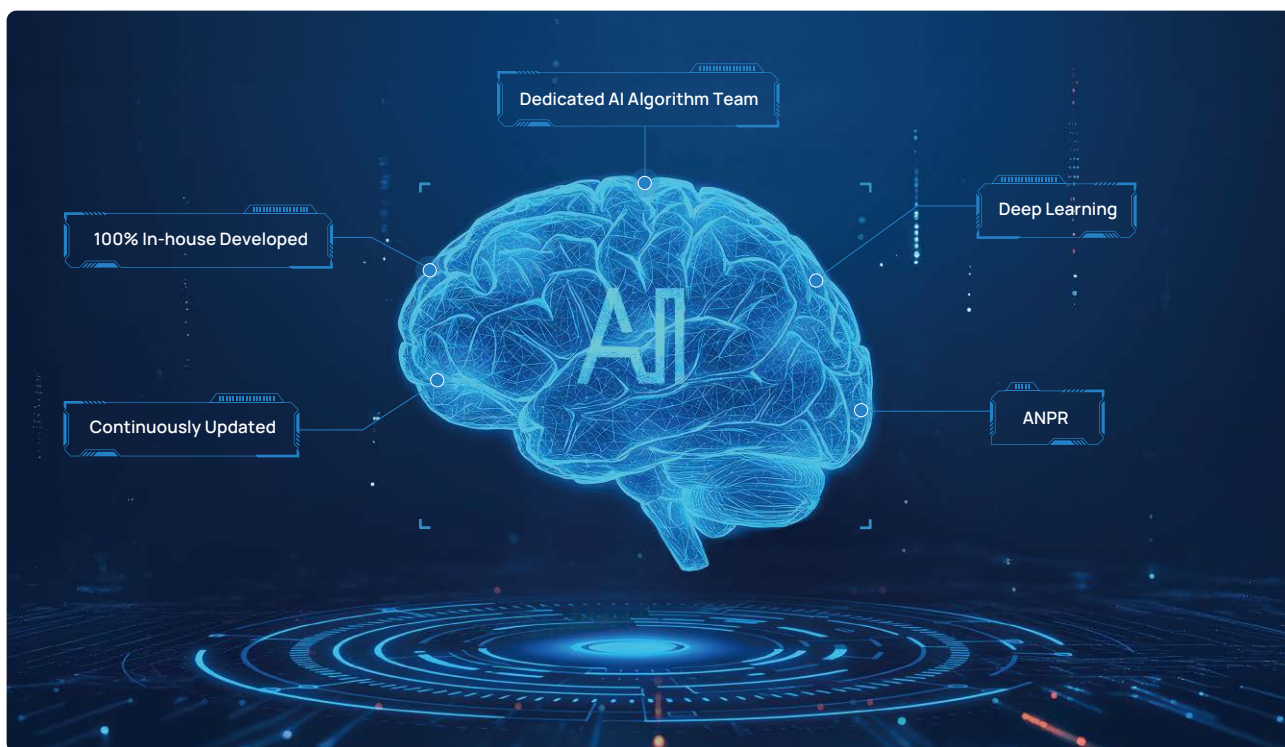 Dedicated AI Algorithm Team
Deep Learning
100% In-house Developed
AI
Continuously Updated
ANPR